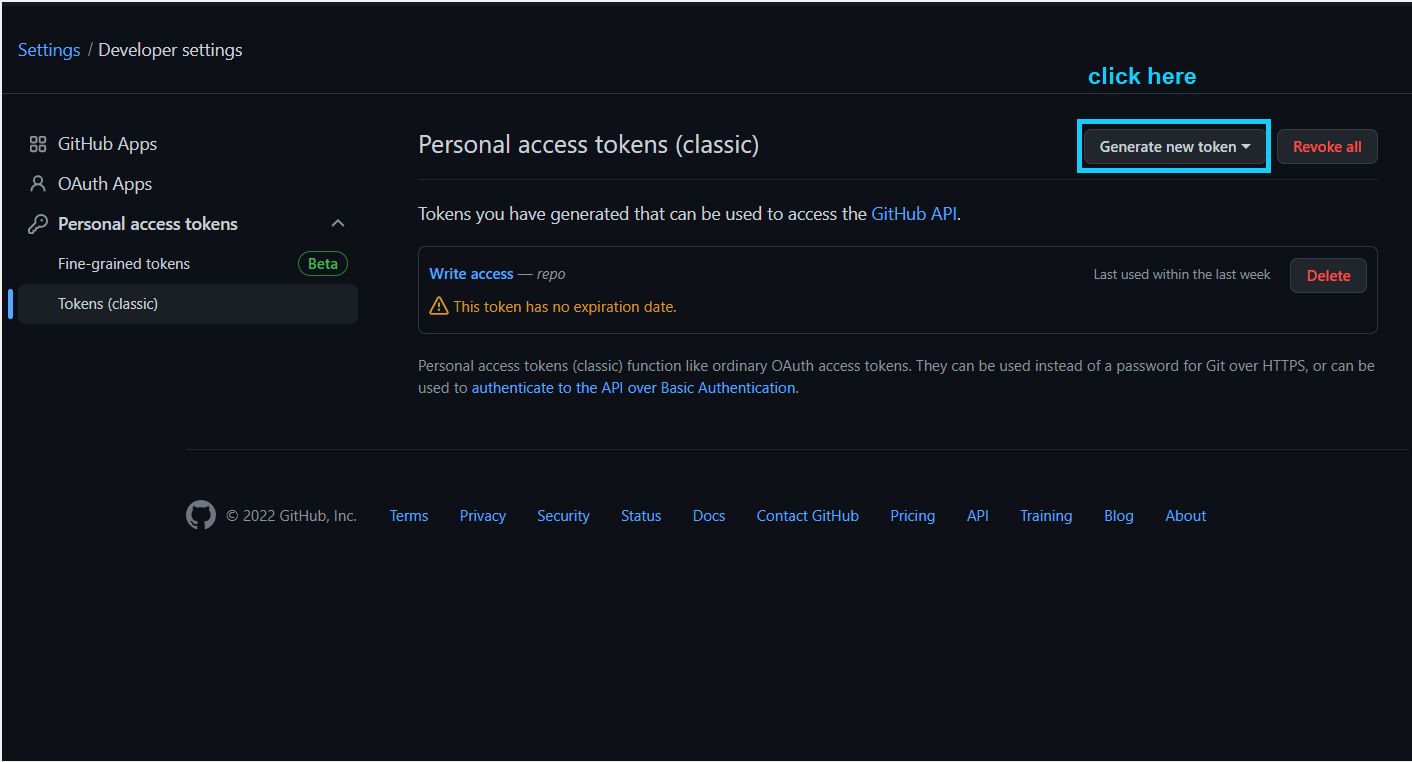 Settings / Developer settings
click here
GitHub Apps
OAuth Apps
Personal access tokens
Fine-grained tokens Beta
Tokens (classic)
Personal access tokens (classic)
Generate new token
Revoke all
Tokens you have generated that can be used to access the GitHub API.
Write access — repo
Last used within the last week
Delete
This token has no expiration date.
Personal access tokens (classic) function like ordinary OAuth access tokens. They can be used instead of a password for Git over HTTPS, or can be
used to authenticate to the API over Basic Authentication.
© 2022 GitHub, Inc. Terms Privacy Security Status Docs Contact GitHub Pricing API Training Blog About